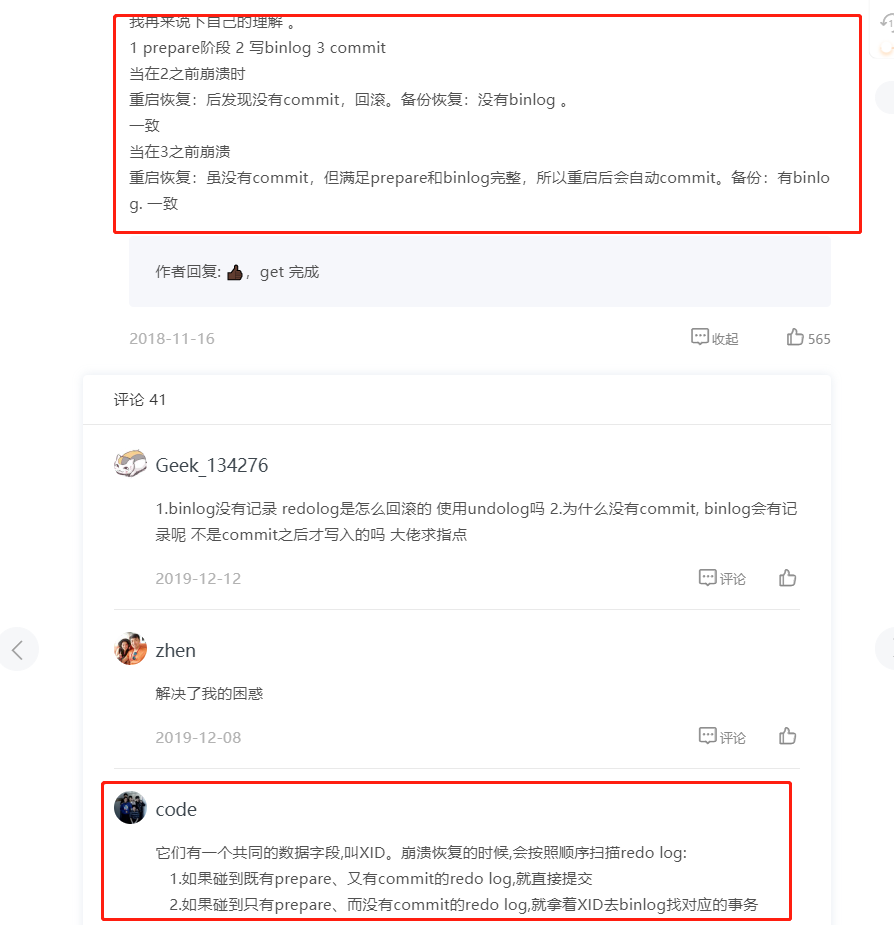 我再来说下自己的理解 。
1 prepare阶段 2 写binlog 3 commit
当在2之前崩溃时
重启恢复：后发现没有commit，回滚。备份恢复：没有binlog 。
一致
当在3之前崩溃
重启恢复：虽没有commit，但满足prepare和binlog完整，所以重启后会自动commit。备份：有binlo
g. 一致
作者回复: ，get 完成
2018-11-16
收起
565
评论 41
Geek_134276
1.binlog没有记录 redolog是怎么回滚的 使用undolog吗 2.为什么没有commit, binlog会有记
录呢 不是commit之后才写入的吗 大佬求指点
2019-12-12
评论
zhen
解决了我的困惑
2019-12-08
评论
code
它们有一个共同的数据字段,叫XID。崩溃恢复的时候,会按照顺序扫描redo log:
1.如果碰到既有prepare、又有commit的redo log,就直接提交
2.如果碰到只有prepare、而没有commit的redo log,就拿着XID去binlog找对应的事务